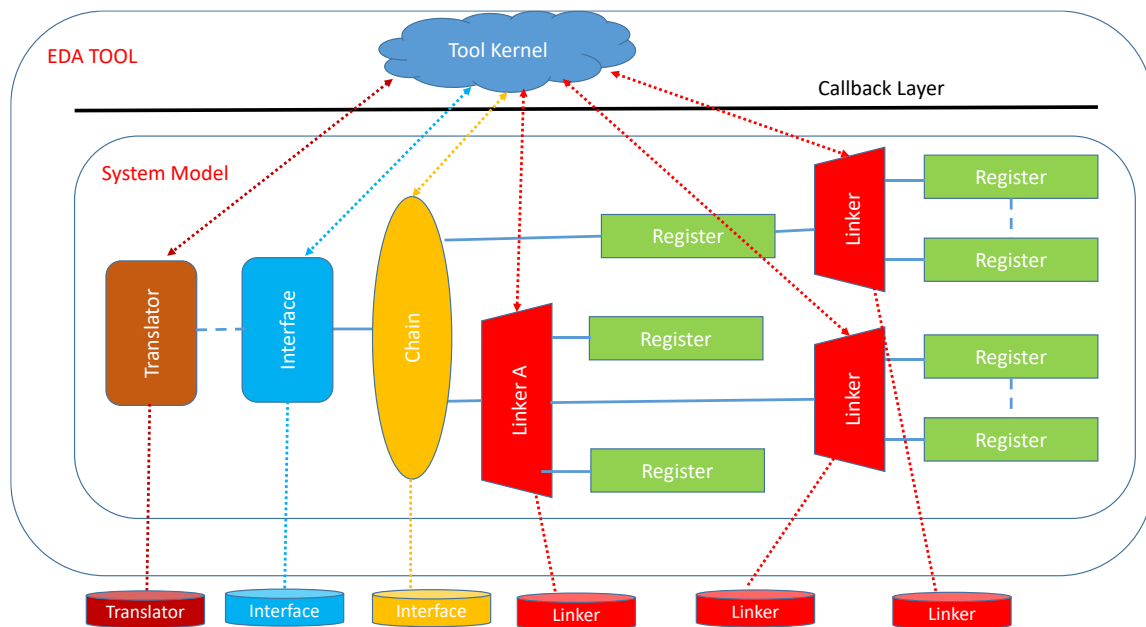 Tool Kernel
EDA TOOL
Callback Layer
System Model
Register
Linker
Register
Register
Translator
Interface
Chain
Linker A
Register
Linker
Register
Register
Register
Translator
Interface
Interface
Linker
Linker
Linker